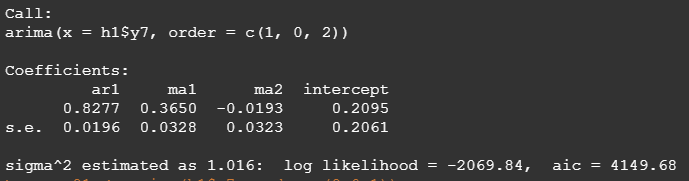 Call:
arima(x = h1$y7, order = c(1, 0, 2))
Coefficients:
ar1 ma1 ma2 intercept
0.8277 0.3650 -0.0193 0.2095
s.e. 0.0196 0.0328 0.0323 0.2061
sigma^2 estimated as 1.016: log likelihood = -2069.84, aic = 4149.68